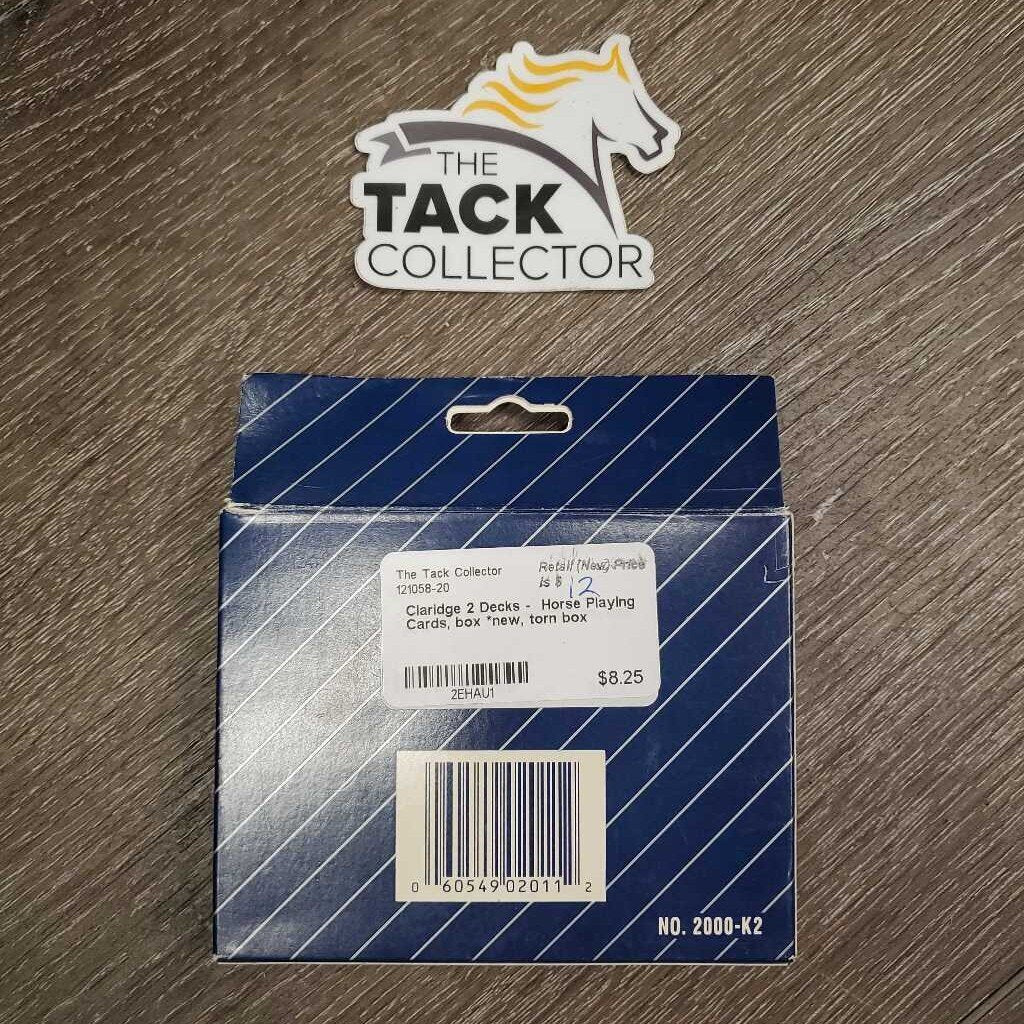 THE
TACK
COLLECTOR
The Tack Collector
121058-20
Retail (New) Price
is $ 12
Claridge 2 Decks - Horse Playing
Cards, box *new, torn box
2EHAU1
$8.25
0 60549 02011 2
NO. 2000-K2